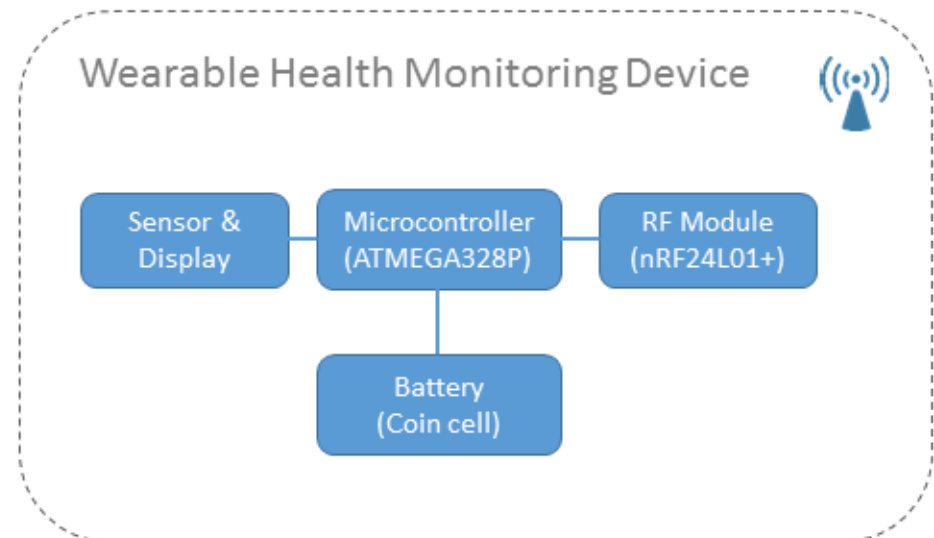 Wearable Health Monitoring Device
Sensor &
Display
Microcontroller
(ATMEGA328P)
RF Module
(nRF24L01+)
Battery
(Coin cell)